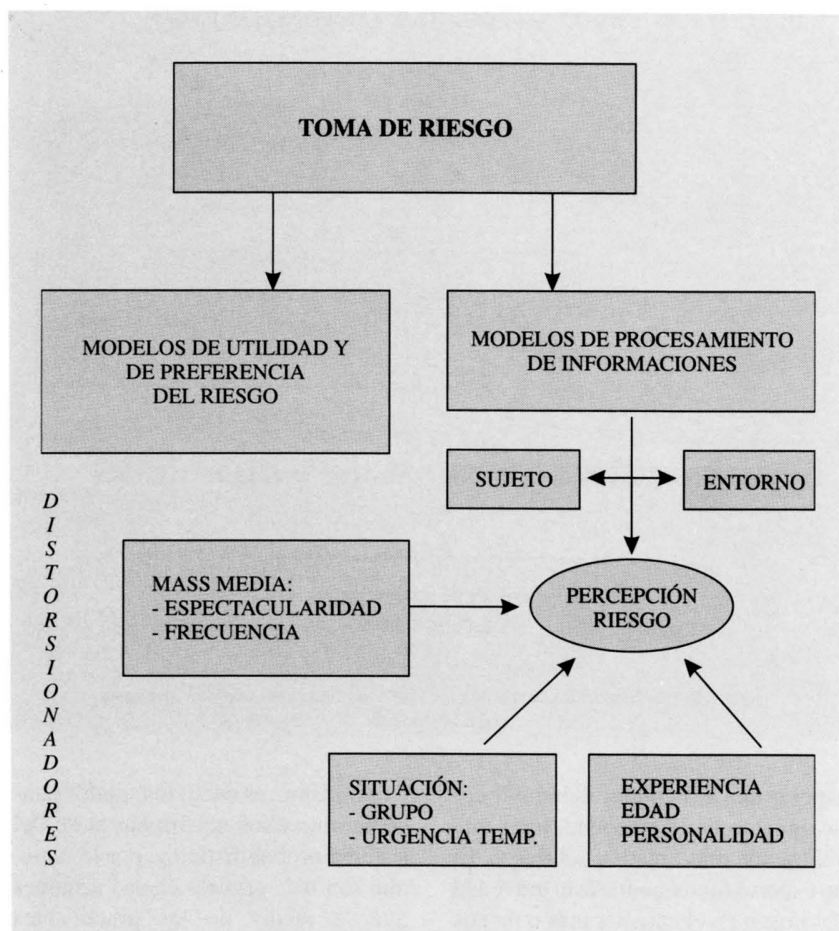 TOMA DE RIESGO
MODELOS DE UTILIDAD Y
DE PREFERENCIA
DEL RIESGO
MODELOS DE PROCESAMIENTO
DE INFORMACIONES
SUJETO
ENTORNO
DISTORSIONADORES
MASS MEDIA:
- ESPECTACULARIDAD
- FRECUENCIA
PERCEPCIÓN
RIESGO
SITUACIÓN:
- GRUPO
- URGENCIA TEMP.
EXPERIENCIA
EDAD
PERSONALIDAD